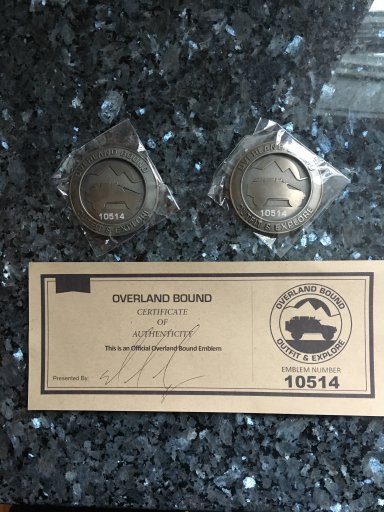 OVERLAND BOUND
10514
OUTFIT & EXPLORE
OVERLAND BOUND
10514
OUTFIT & EXPLORE
OVERLAND BOUND
CERTIFICATE
OF
AUTHENTICITY
This is an Official Overland Bound Emblem
Presented By:
OVERLAND BOUND
OUTFIT & EXPLORE
EMBLEM NUMBER
10514